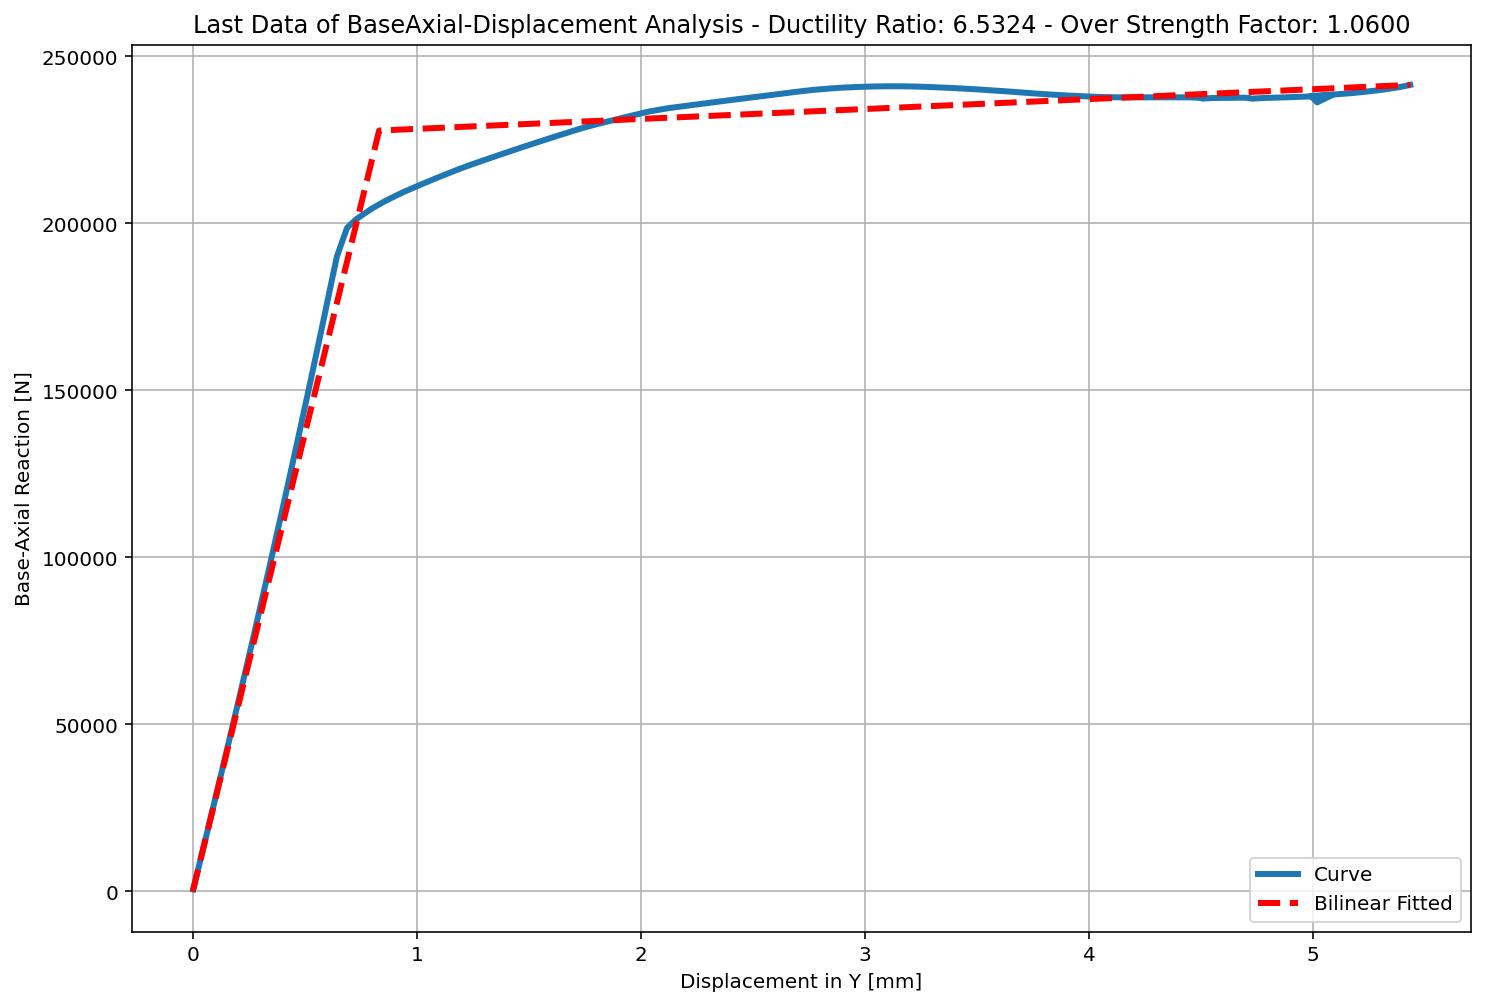 Last Data of BaseAxial-Displacement Analysis - Ductility Ratio: 6.5324 - Over Strength Factor: 1.0600
250000
200000
150000
100000
50000
0
Base-Axial Reaction [N]
Curve
Bilinear Fitted
0 1 2 3 4 5
Displacement in Y [mm]